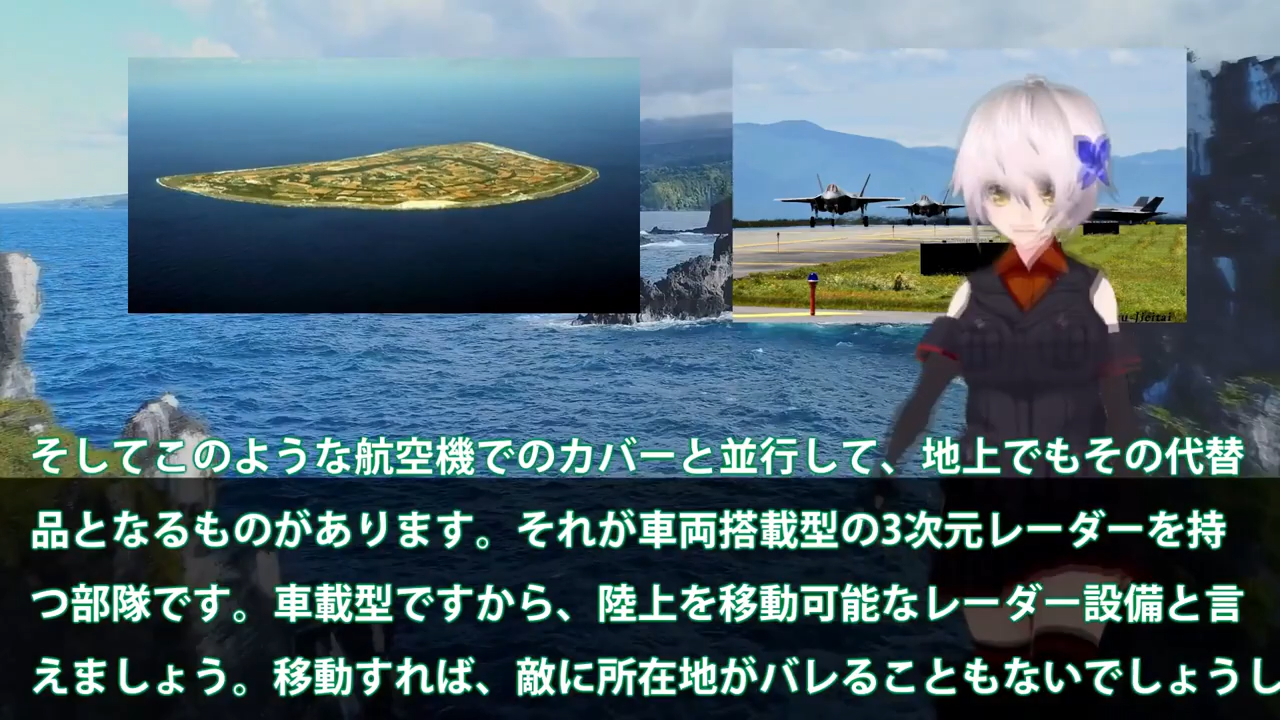 u-Jieitai
そしてこのような航空機でのカバーと並行して、地上でもその代替
品となるものがあります。それが車両搭載型の3次元レーダーを持
つ部隊です。車載型ですから、陸上を移動可能なレーダー設備と言
えましょう。移動すれば、敵に所在地がバレることもないでしょうし